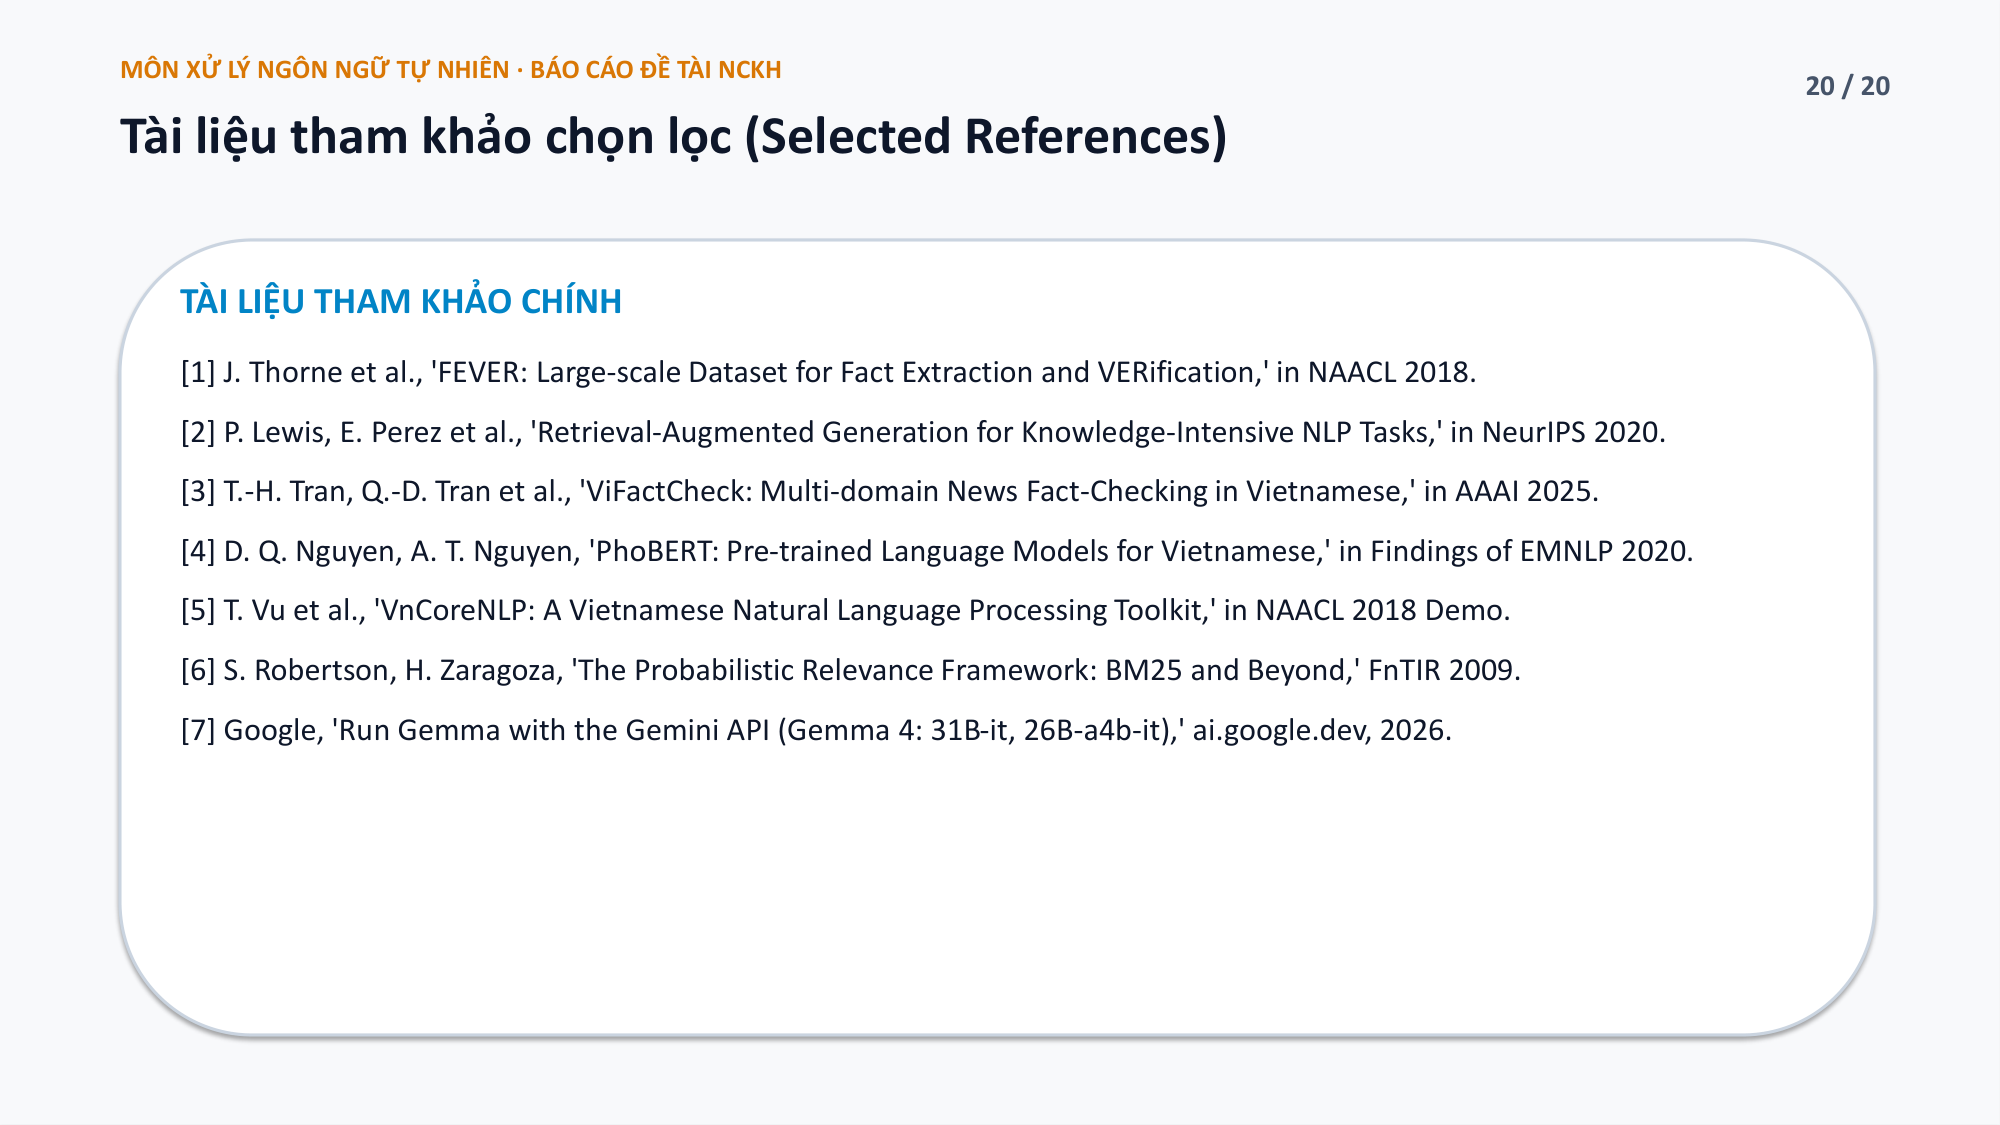 MÔN XỬ LÝ NGÔN NGỮ TỰ NHIÊN · BÁO CÁO ĐỀ TÀI NCKH
20 / 20
Tài liệu tham khảo chọn lọc (Selected References)
TÀI LIỆU THAM KHẢO CHÍNH
[1] J. Thorne et al., 'FEVER: Large-scale Dataset for Fact Extraction and VERification,' in NAACL 2018.
[2] P. Lewis, E. Perez et al., 'Retrieval-Augmented Generation for Knowledge-Intensive NLP Tasks,' in NeurIPS 2020.
[3] T.-H. Tran, Q.-D. Tran et al., 'ViFactCheck: Multi-domain News Fact-Checking in Vietnamese,' in AAAI 2025.
[4] D. Q. Nguyen, A. T. Nguyen, 'PhoBERT: Pre-trained Language Models for Vietnamese,' in Findings of EMNLP 2020.
[5] T. Vu et al., 'VnCoreNLP: A Vietnamese Natural Language Processing Toolkit,' in NAACL 2018 Demo.
[6] S. Robertson, H. Zaragoza, 'The Probabilistic Relevance Framework: BM25 and Beyond,' FnTIR 2009.
[7] Google, 'Run Gemma with the Gemini API (Gemma 4: 31B-it, 26B-a4b-it),' ai.google.dev, 2026.